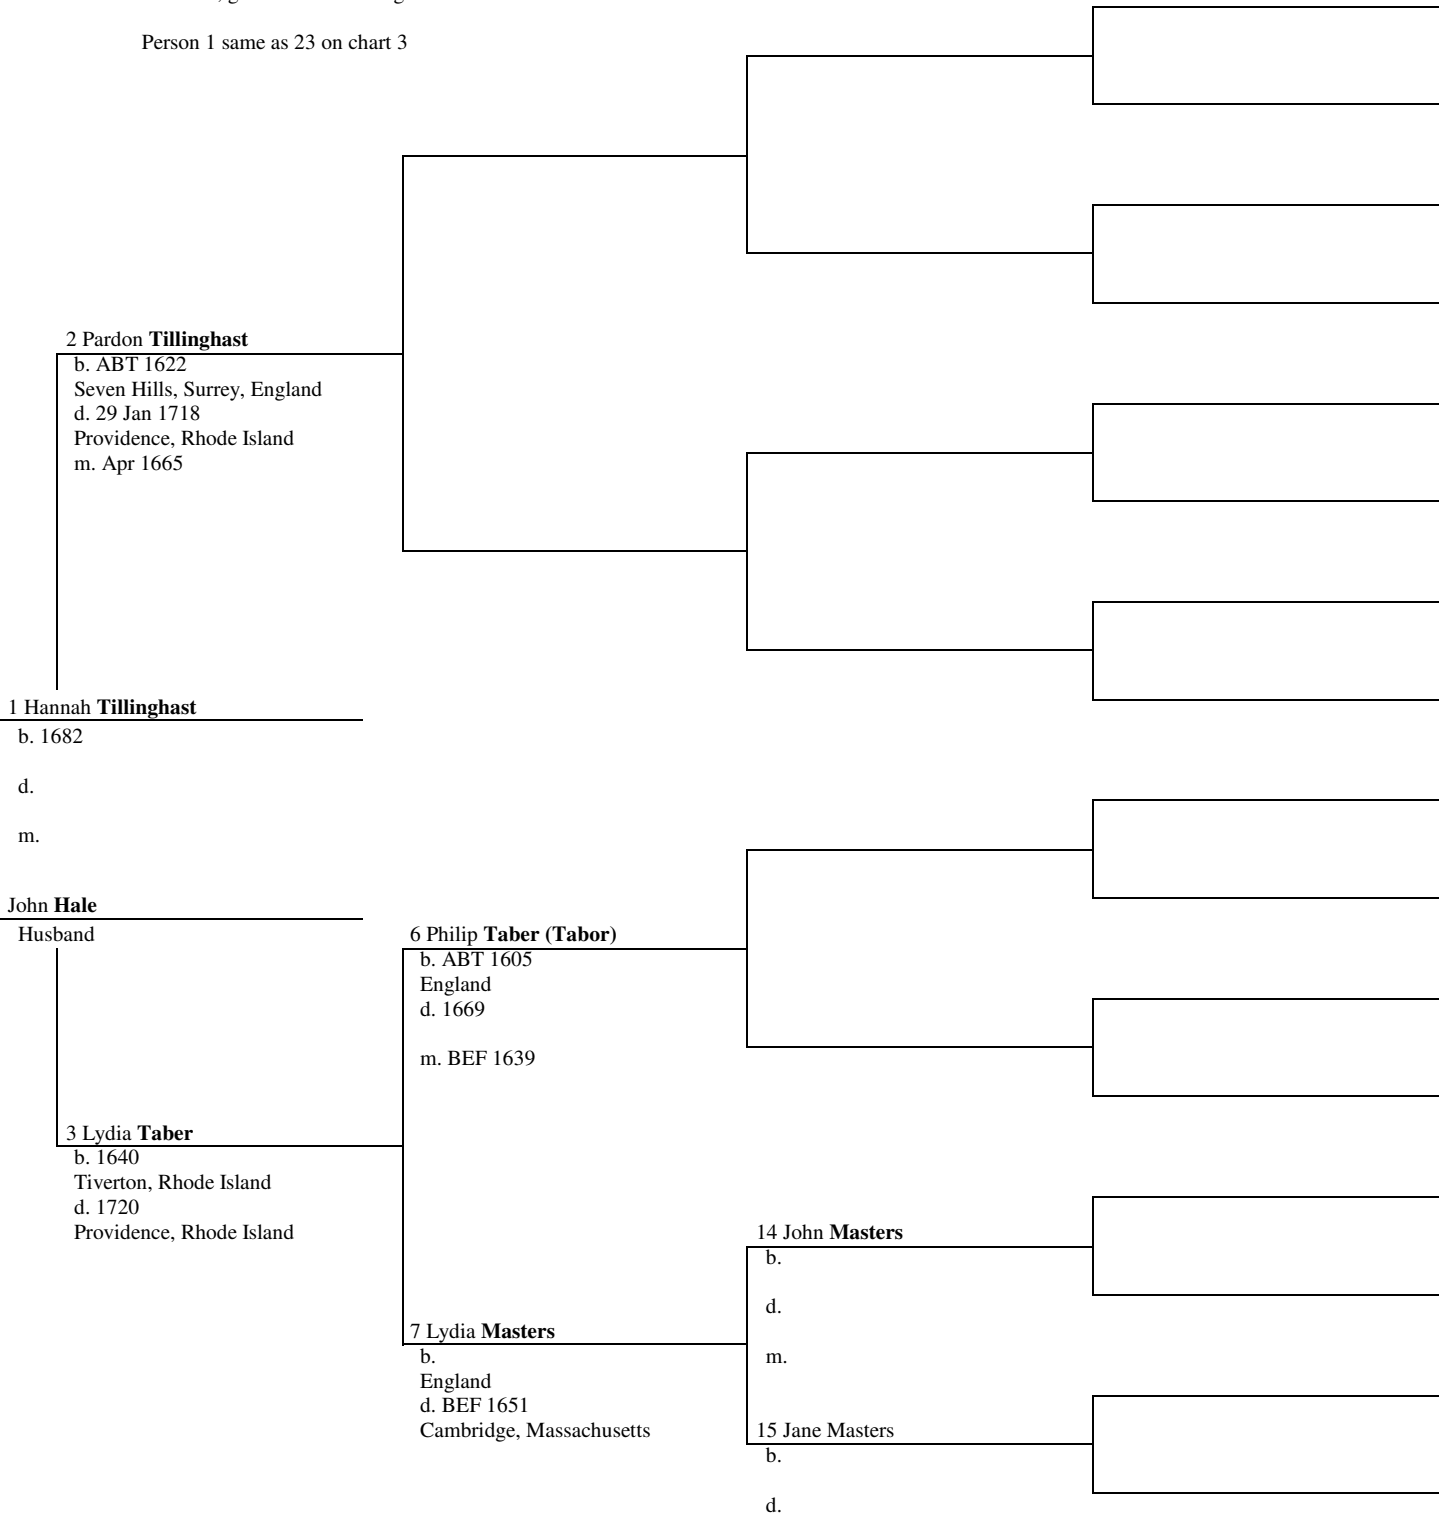 Person 1 same as 23 on chart 3
2 Pardon Tillinghast
b. ABT 1622
Seven Hills, Surrey, England
d. 29 Jan 1718
Providence, Rhode Island
m. Apr 1665
1 Hannah Tillinghast
b. 1682
d.
m.
John Hale
Husband
6 Philip Taber (Tabor)
b. ABT 1605
England
d. 1669
m. BEF 1639
3 Lydia Taber
b. 1640
Tiverton, Rhode Island
d. 1720
Providence, Rhode Island
14 John Masters
b.
d.
m.
7 Lydia Masters
b.
England
d. BEF 1651
Cambridge, Massachusetts
15 Jane Masters
b.
d.